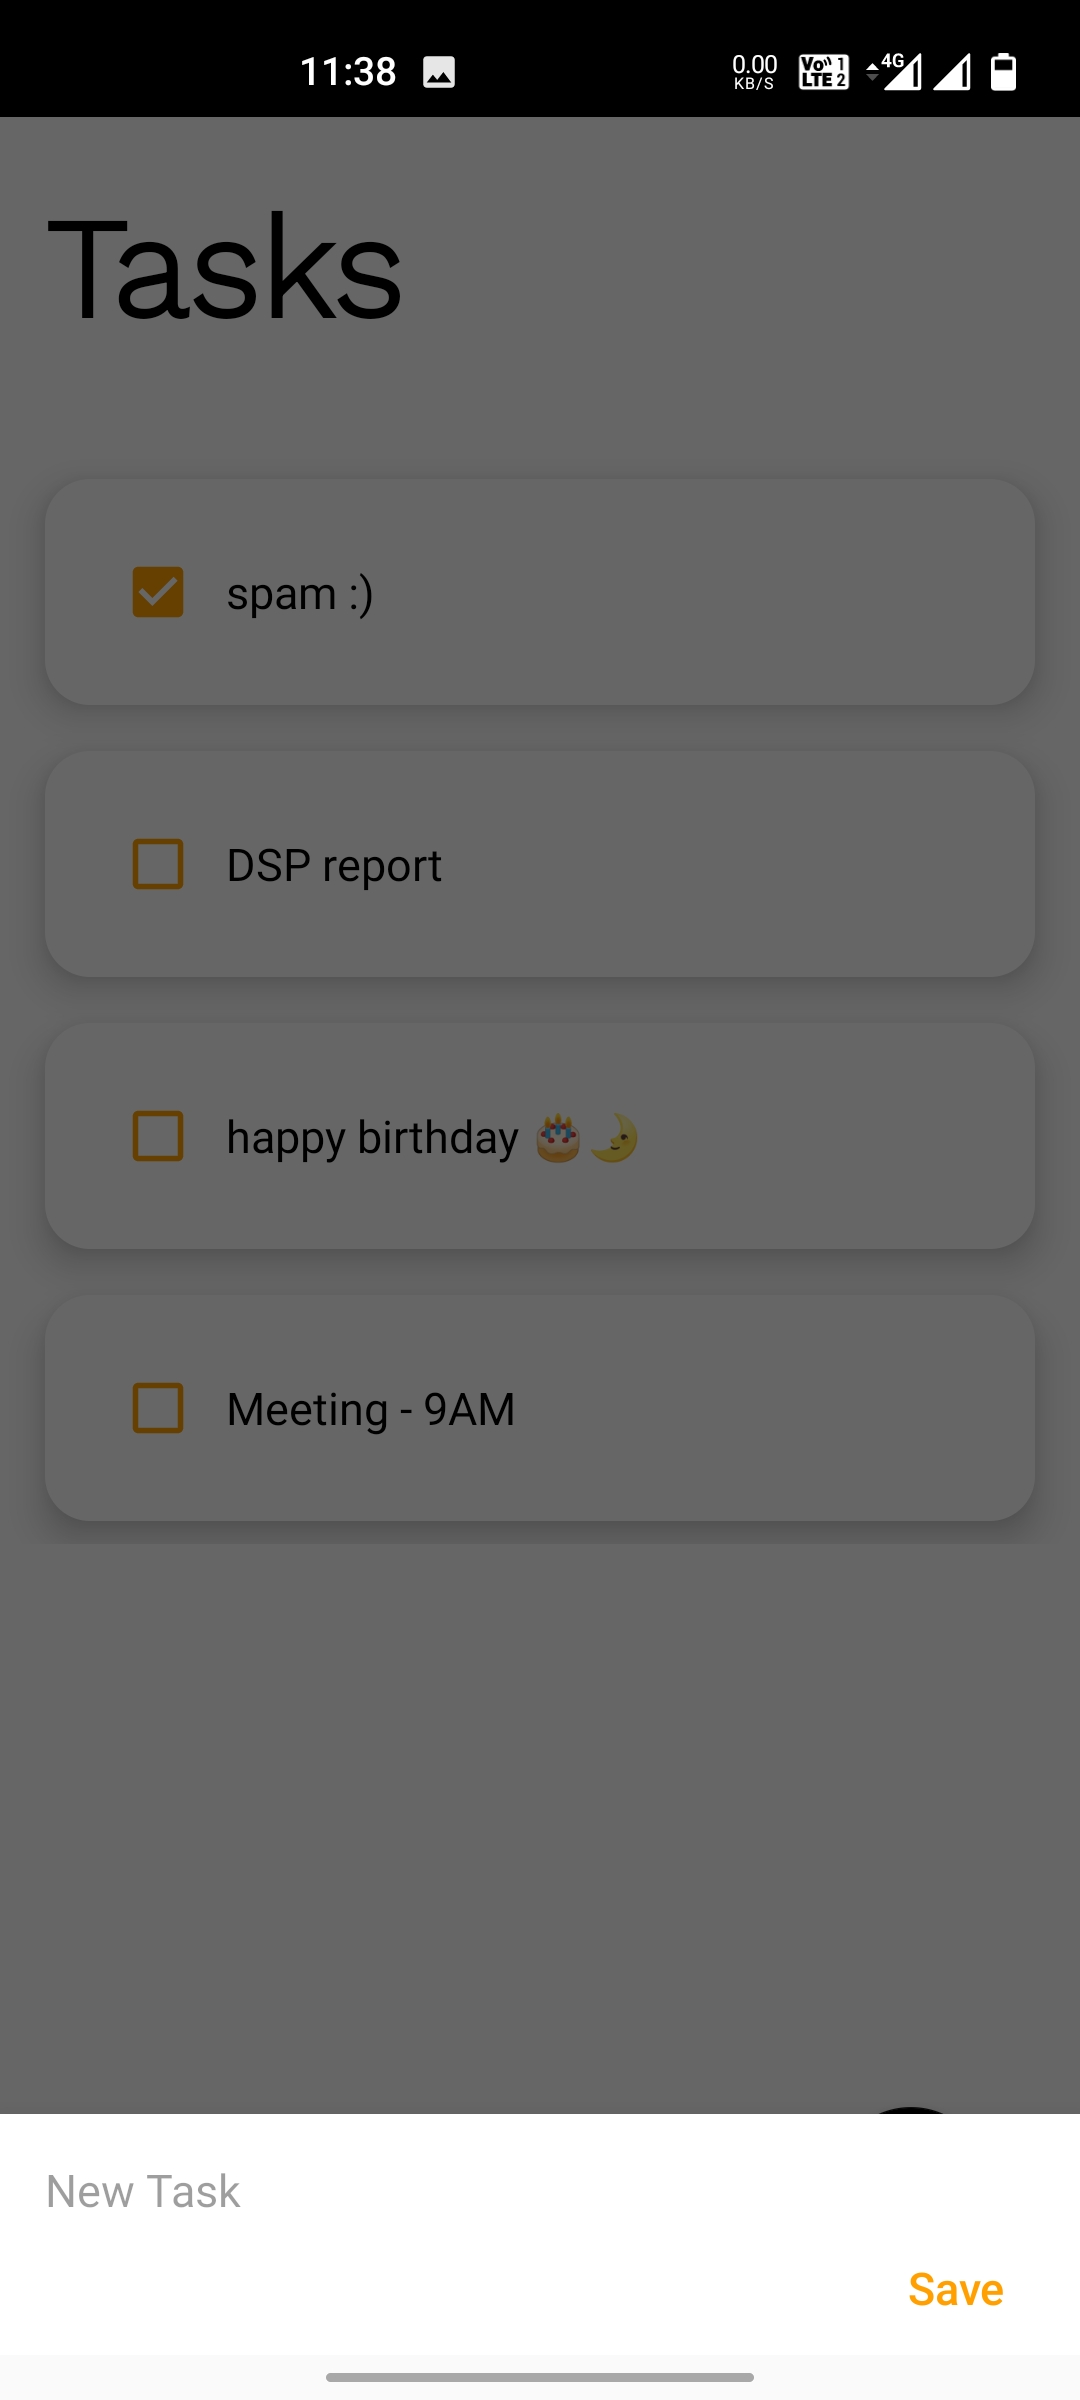 11:38 0.00 KB/S Vo LTE 1 2 4G
Tasks
spam :)
DSP report
happy birthday 🎂🌛
Meeting - 9AM
New Task
Save